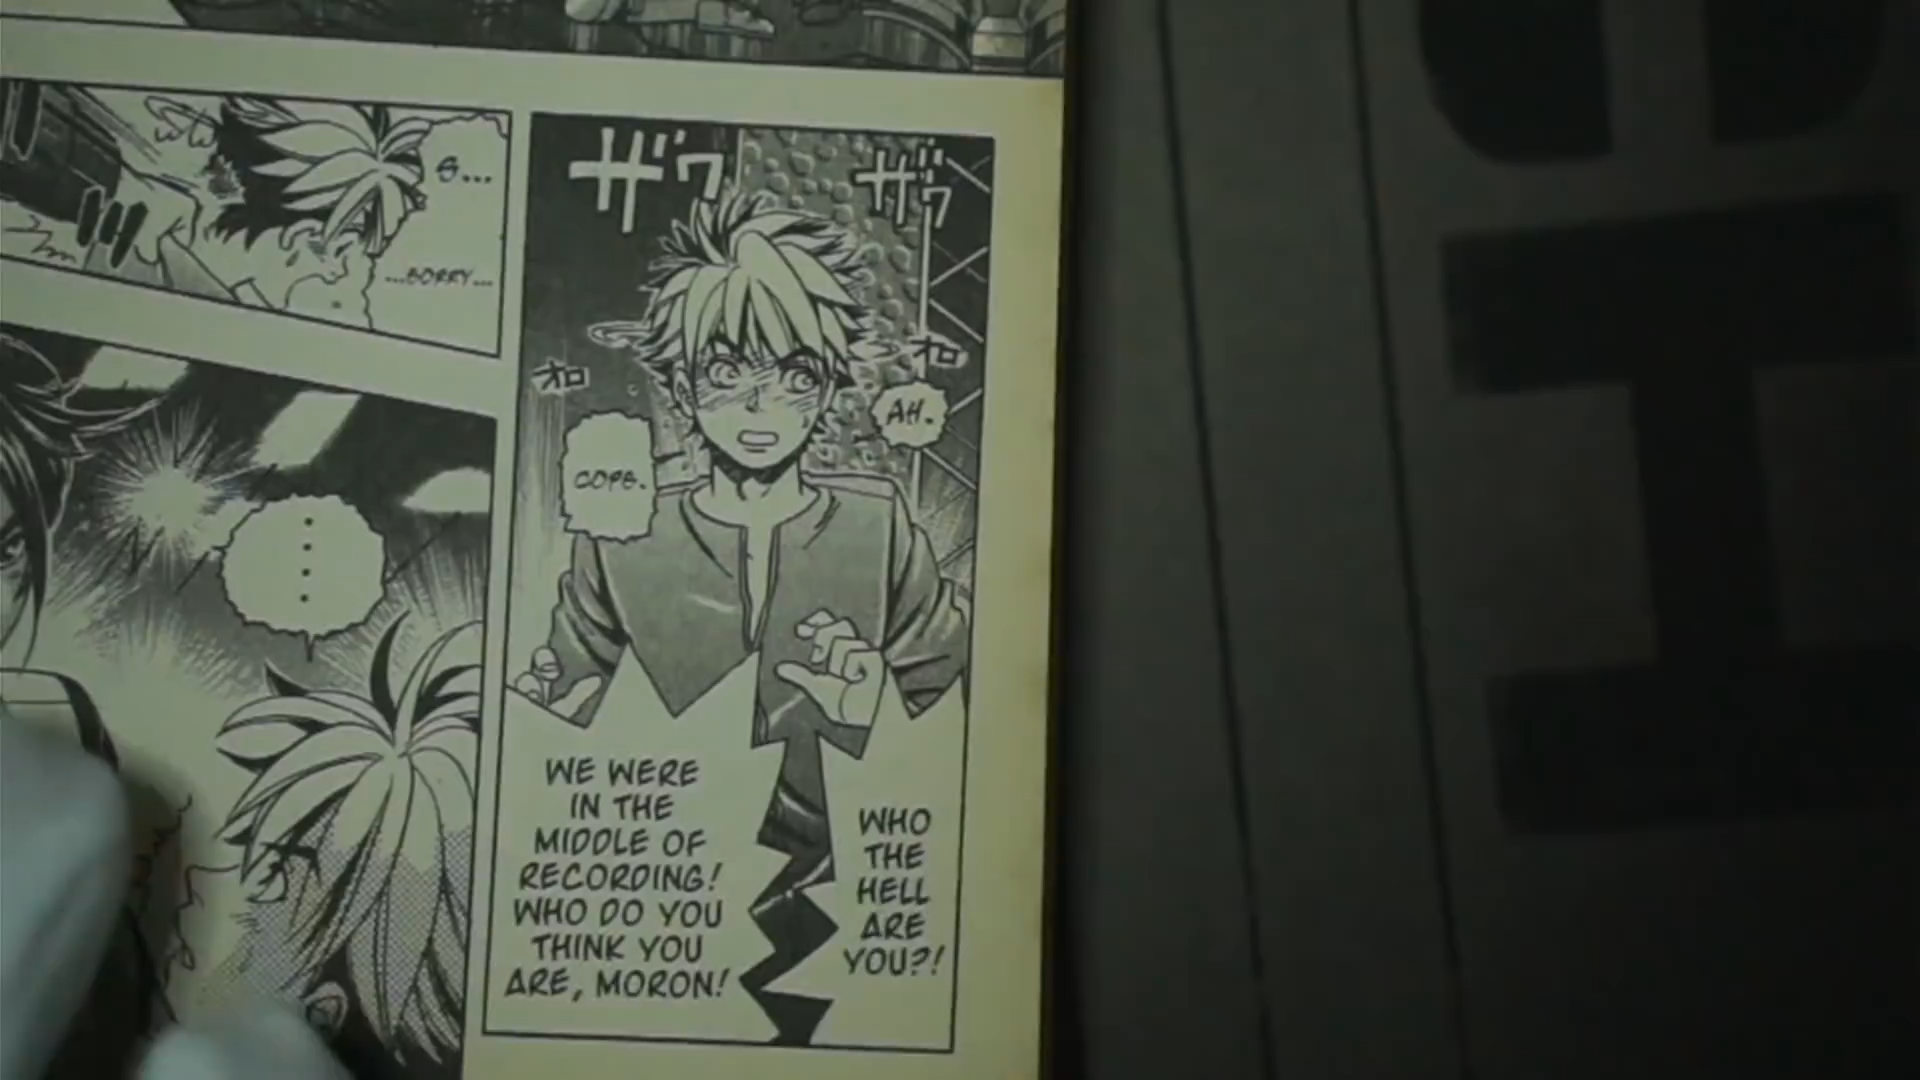 ザワ
ザワ
オロ
オロ
AH.
OOPS.
WHO
THE
HELL
ARE
YOU?!
WE WERE
IN THE
MIDDLE OF
RECORDING!
WHO DO YOU
THINK YOU
ARE, MORON!
S...
...SORRY...
....